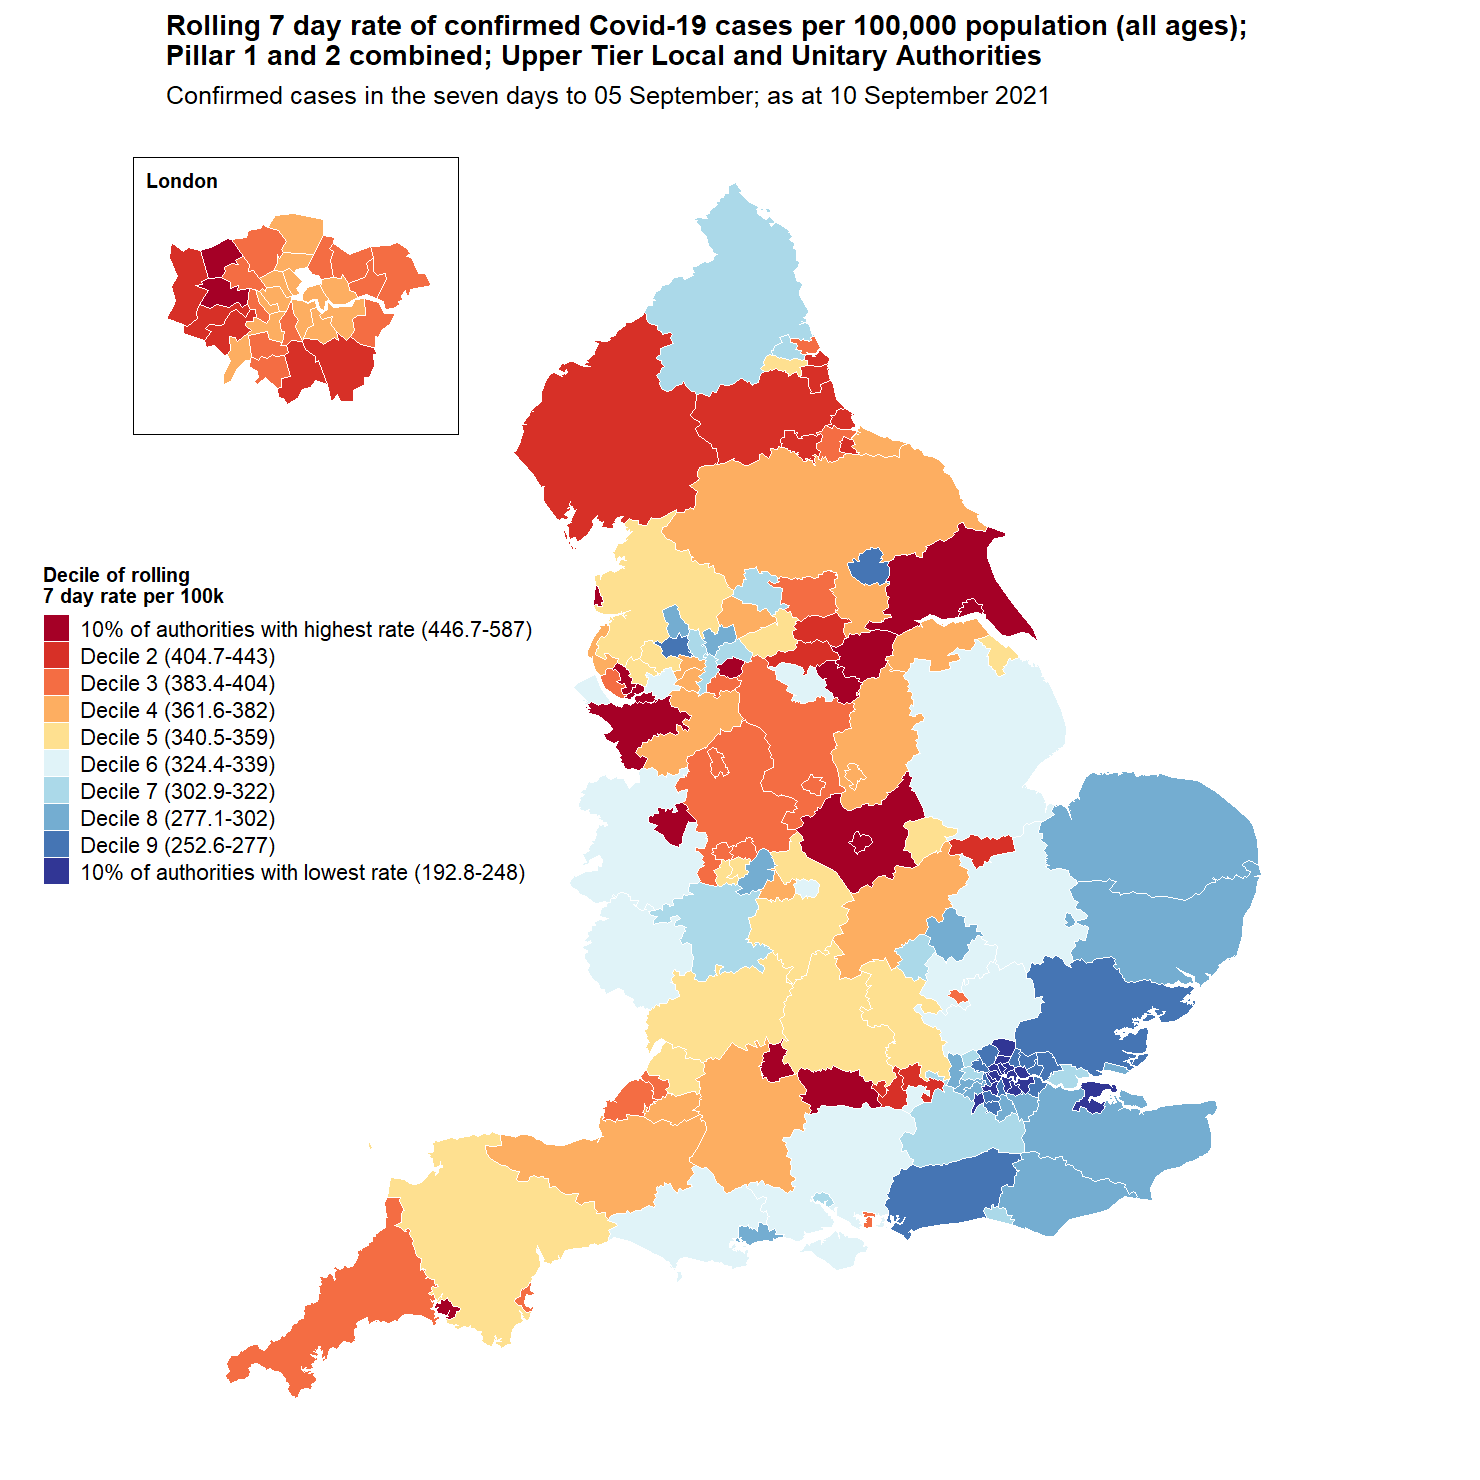 Rolling 7 day rate of confirmed Covid-19 cases per 100,000 population (all ages);
Pillar 1 and 2 combined; Upper Tier Local and Unitary Authorities
Confirmed cases in the seven days to 05 September; as at 10 September 2021
London
Decile of rolling
7 day rate per 100k
10% of authorities with highest rate (446.7-587)
Decile 2 (404.7-443)
Decile 3 (383.4-404)
Decile 4 (361.6-382)
Decile 5 (340.5-359)
Decile 6 (324.4-339)
Decile 7 (302.9-322)
Decile 8 (277.1-302)
Decile 9 (252.6-277)
10% of authorities with lowest rate (192.8-248)